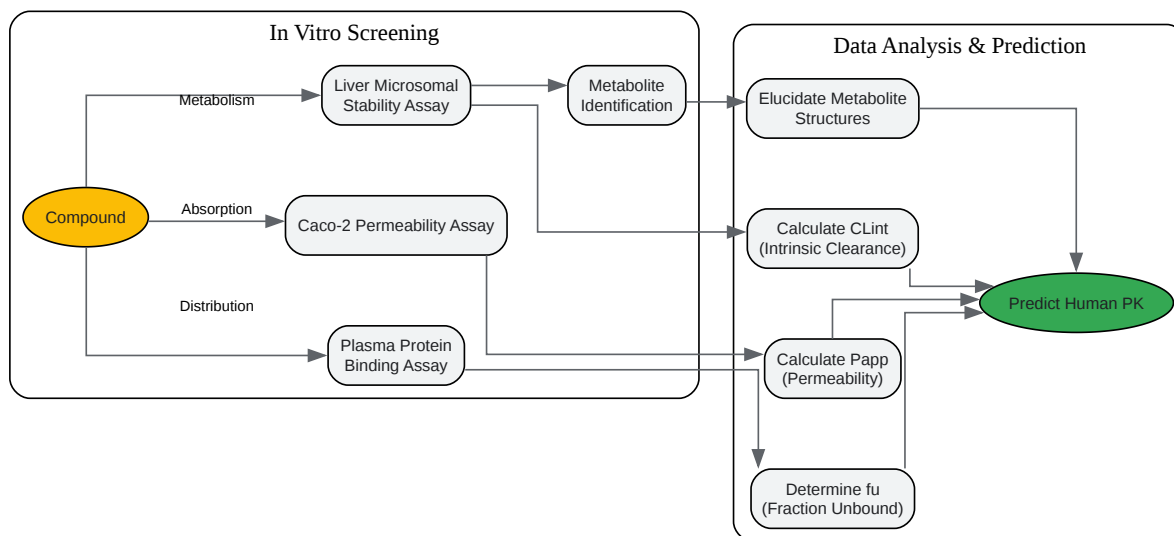 In Vitro Screening
Data Analysis & Prediction
Metabolism
Liver Microsomal
Stability Assay
Metabolite
Identification
Elucidate Metabolite
Structures
Compound
Absorption
Caco-2 Permeability Assay
Calculate CLint
(Intrinsic Clearance)
Predict Human PK
Distribution
Plasma Protein
Binding Assay
Calculate Papp
(Permeability)
Determine fu
(Fraction Unbound)